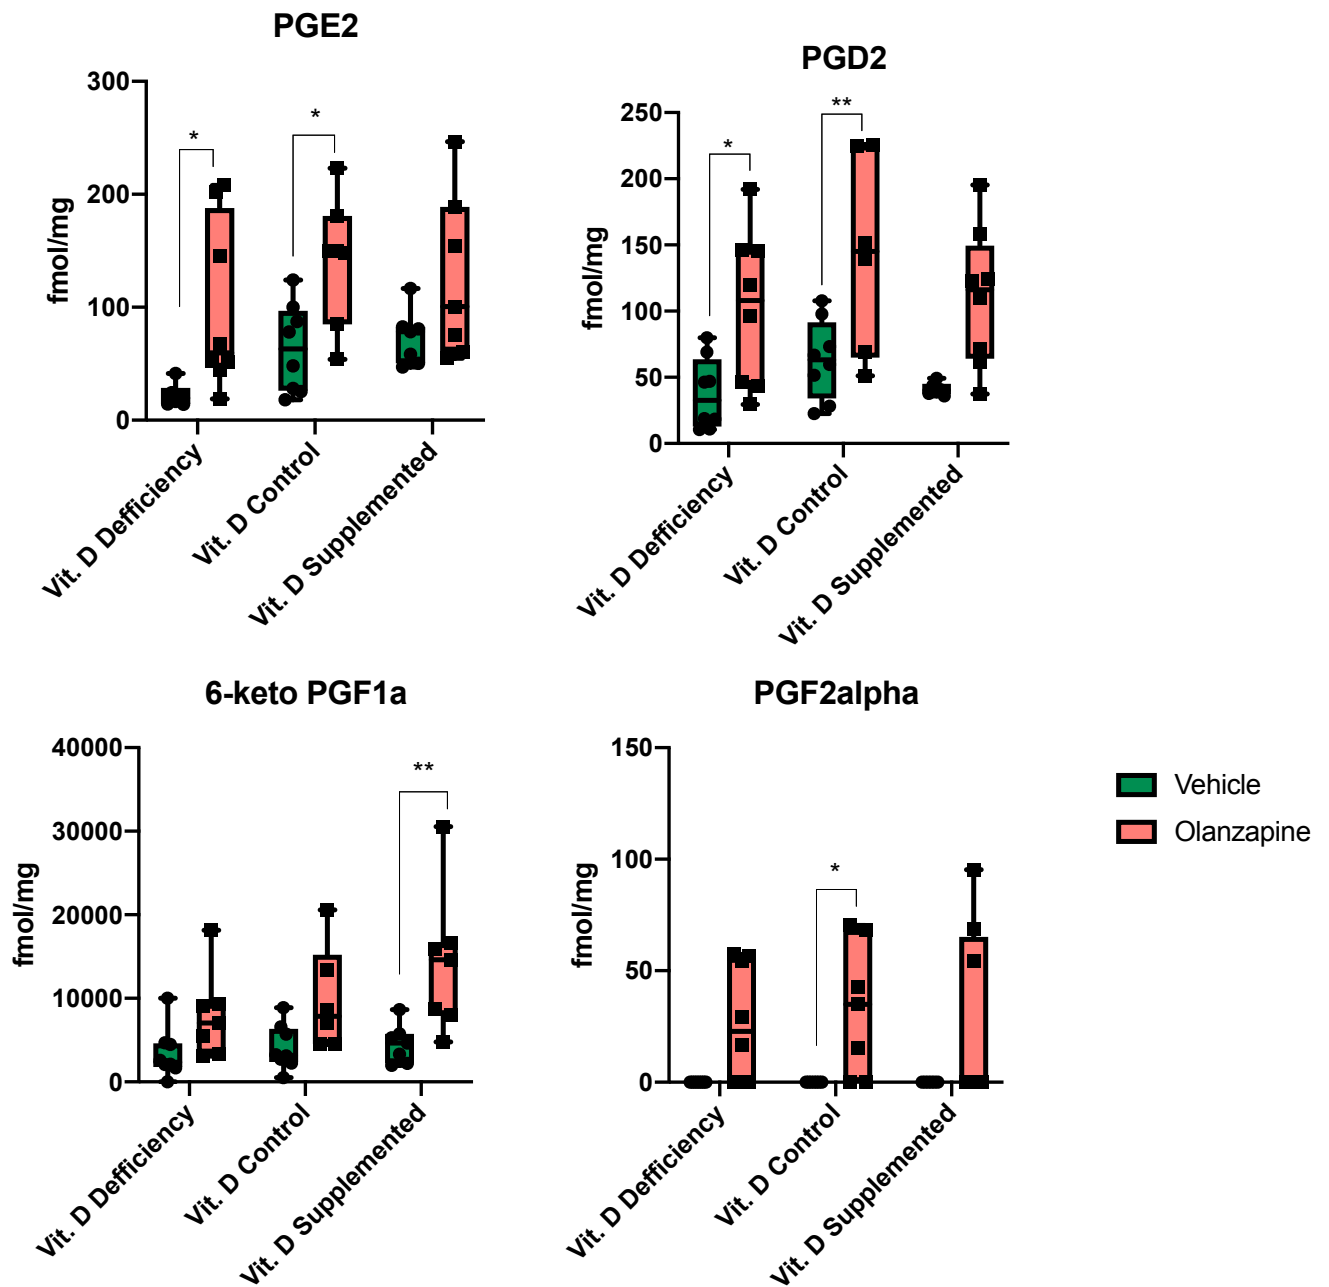 PGE2
300
200
100
0
fmol/mg
*
*
Vit. D Defficiency
Vit. D Control
Vit. D Supplemented
PGD2
250
200
150
100
50
0
fmol/mg
*
**
Vit. D Defficiency
Vit. D Control
Vit. D Supplemented
6-keto PGF1a
40000
30000
20000
10000
0
fmol/mg
**
Vit. D Defficiency
Vit. D Control
Vit. D Supplemented
PGF2alpha
150
100
50
0
fmol/mg
*
Vit. D Defficiency
Vit. D Control
Vit. D Supplemented
Vehicle
Olanzapine